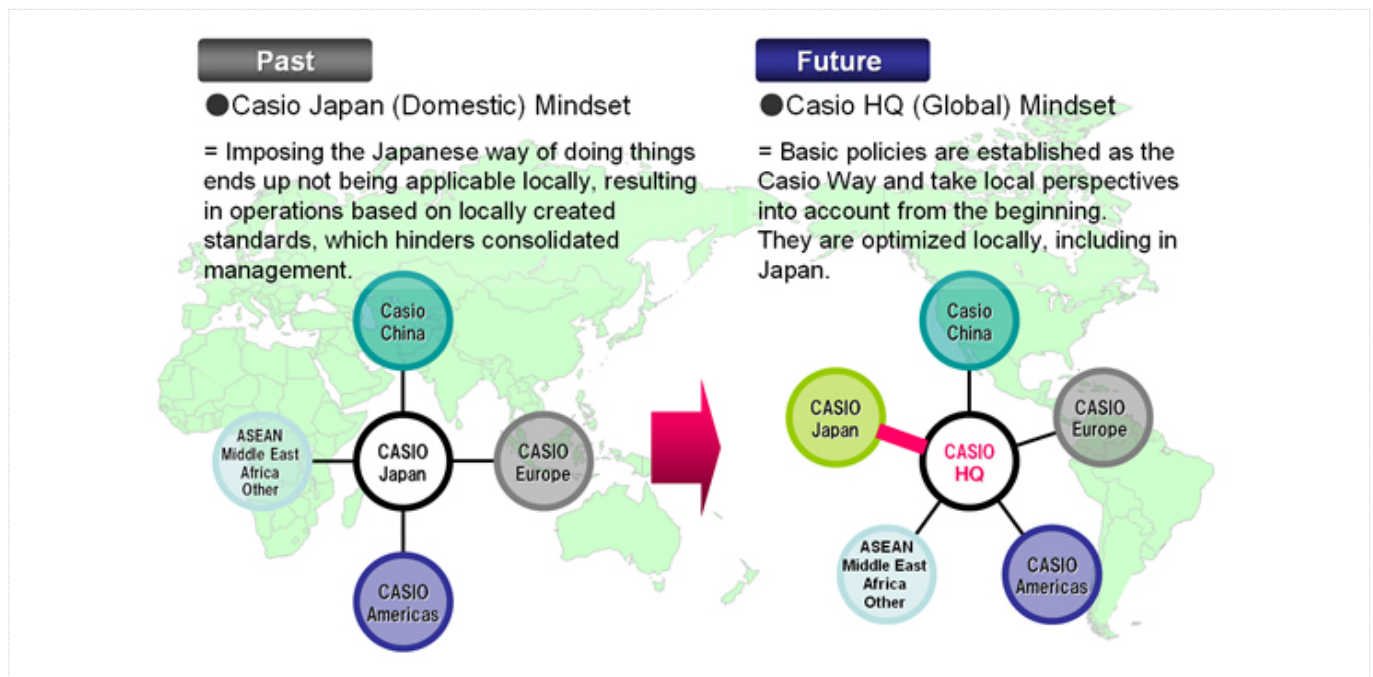 Past
●Casio Japan (Domestic) Mindset
= Imposing the Japanese way of doing things
ends up not being applicable locally, resulting
in operations based on locally created
standards, which hinders consolidated
management.
Casio
China
ASEAN
Middle East
Africa
Other
CASIO
Japan
CASIO
Europe
CASIO
Americas
Future
●Casio HQ (Global) Mindset
= Basic policies are established as the
Casio Way and take local perspectives
into account from the beginning.
They are optimized locally, including in
Japan.
Casio
China
CASIO
Japan
CASIO
Europe
CASIO
HQ
ASEAN
Middle East
Africa
Other
CASIO
Americas